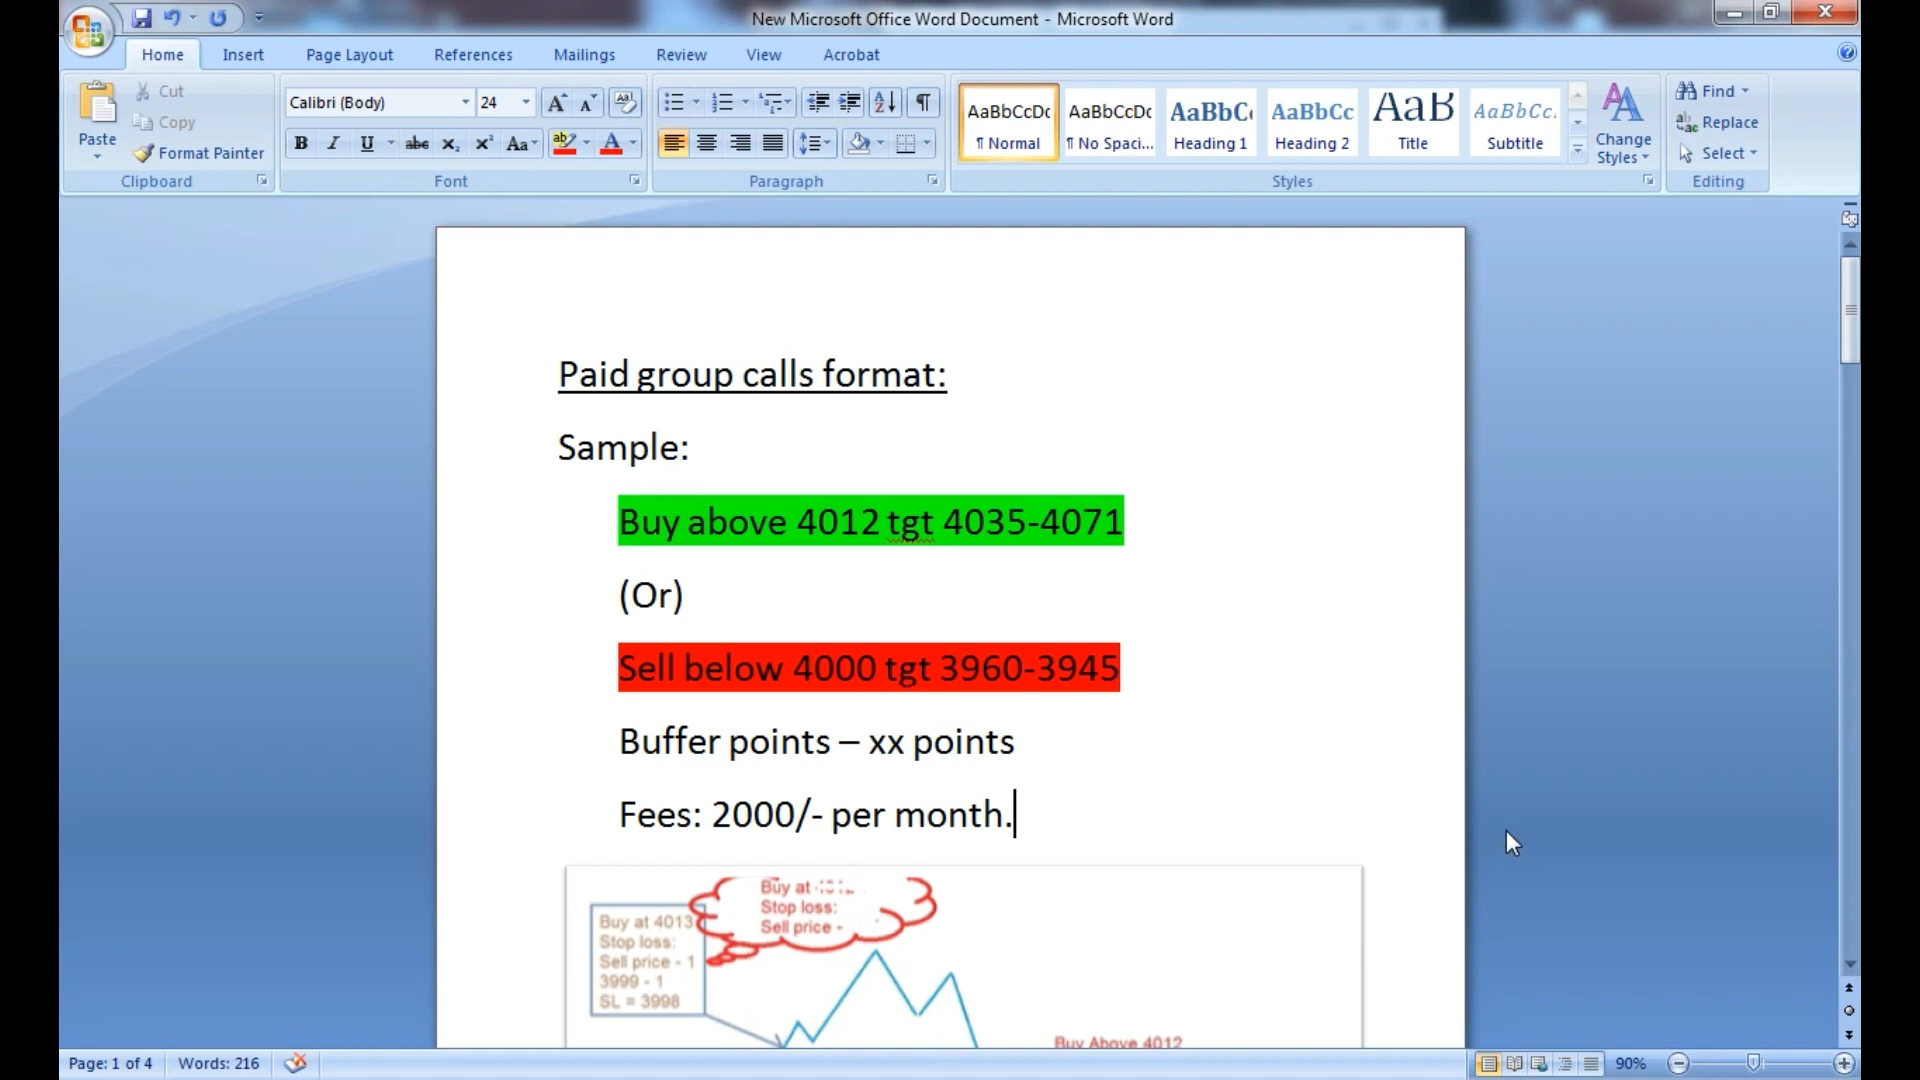 New Microsoft Office Word Document - Microsoft Word
Home Insert Page Layout References Mailings Review View Acrobat
Paste
Cut
Copy
Format Painter
Clipboard
Calibri (Body) 24
Font
Paragraph
AaBbCcDc AaBbCcDc AaBbC AaBbCc AaB AaBbCc.
¶ Normal ¶ No Spaci... Heading 1 Heading 2 Title Subtitle
Change Styles
Styles
Find
Replace
Select
Editing
Paid group calls format:
Sample:
Buy above 4012 tgt 4035-4071
(Or)
Sell below 4000 tgt 3960-3945
Buffer points – xx points
Fees: 2000/- per month.
Buy at
Stop loss:
Sell price -
Buy at 4013
Stop loss:
Sell price - 1
3999 - 1
SL = 3998
Buy Above 4012
Page: 1 of 4 Words: 216 90%